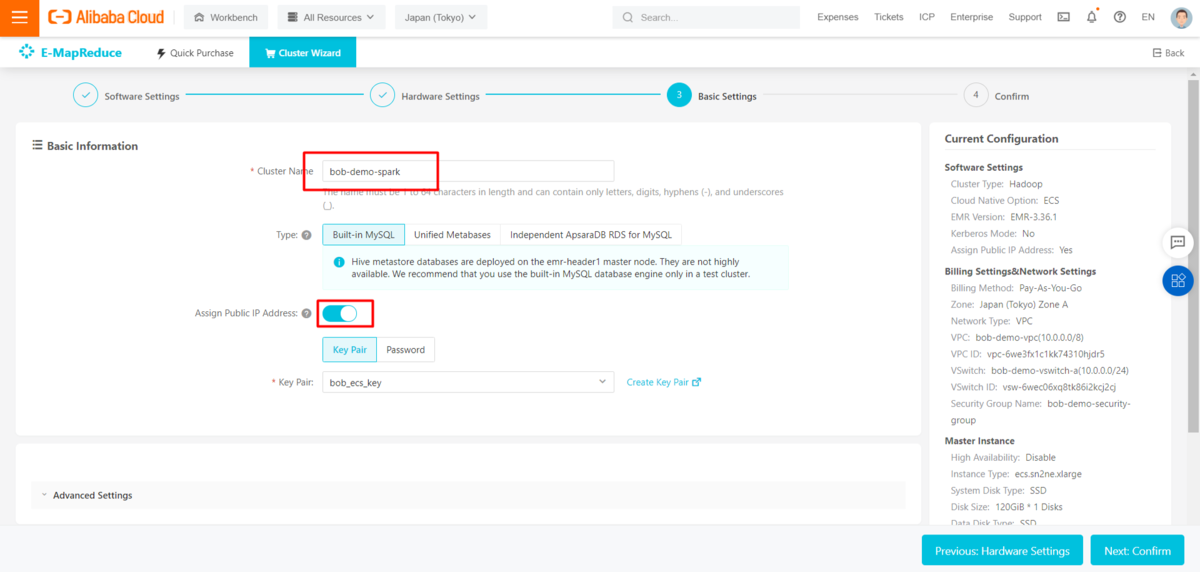 Alibaba Cloud
Workbench
All Resources
Japan (Tokyo)
Search...
Expenses
Tickets
ICP
Enterprise
Support
EN
E-MapReduce
Quick Purchase
Cluster Wizard
Back
Software Settings
Hardware Settings
3
Basic Settings
4
Confirm
Basic Information
* Cluster Name
bob-demo-spark
The name must be 1 to 64 characters in length and can contain only letters, digits, hyphens (-), and underscores
(_).
Type:
Built-in MySQL
Unified Metabases
Independent ApsaraDB RDS for MySQL
Hive metastore databases are deployed on the emr-header1 master node. They are not highly
available. We recommend that you use the built-in MySQL database engine only in a test cluster.
Assign Public IP Address:
Key Pair
Password
* Key Pair:
bob_ecs_key
Create Key Pair
Advanced Settings
Current Configuration
Software Settings
Cluster Type: Hadoop
Cloud Native Option: ECS
EMR Version: EMR-3.36.1
Kerberos Mode: No
Assign Public IP Address: Yes
Billing Settings&Network Settings
Billing Method: Pay-As-You-Go
Zone: Japan (Tokyo) Zone A
Network Type: VPC
VPC: bob-demo-vpc(10.0.0.0/8)
VPC ID: vpc-6we3fx1c1kk74310hjdr5
VSwitch: bob-demo-vswitch-a(10.0.0.0/24)
VSwitch ID: vsw-6wec06xq8tk86i2kcj2cj
Security Group Name: bob-demo-security-
group
Master Instance
High Availability: Disable
Instance Type: ecs.sn2ne.xlarge
System Disk Type: SSD
Disk Size: 120GiB * 1 Disks
Data Disk Type: SSD
Previous: Hardware Settings
Next: Confirm